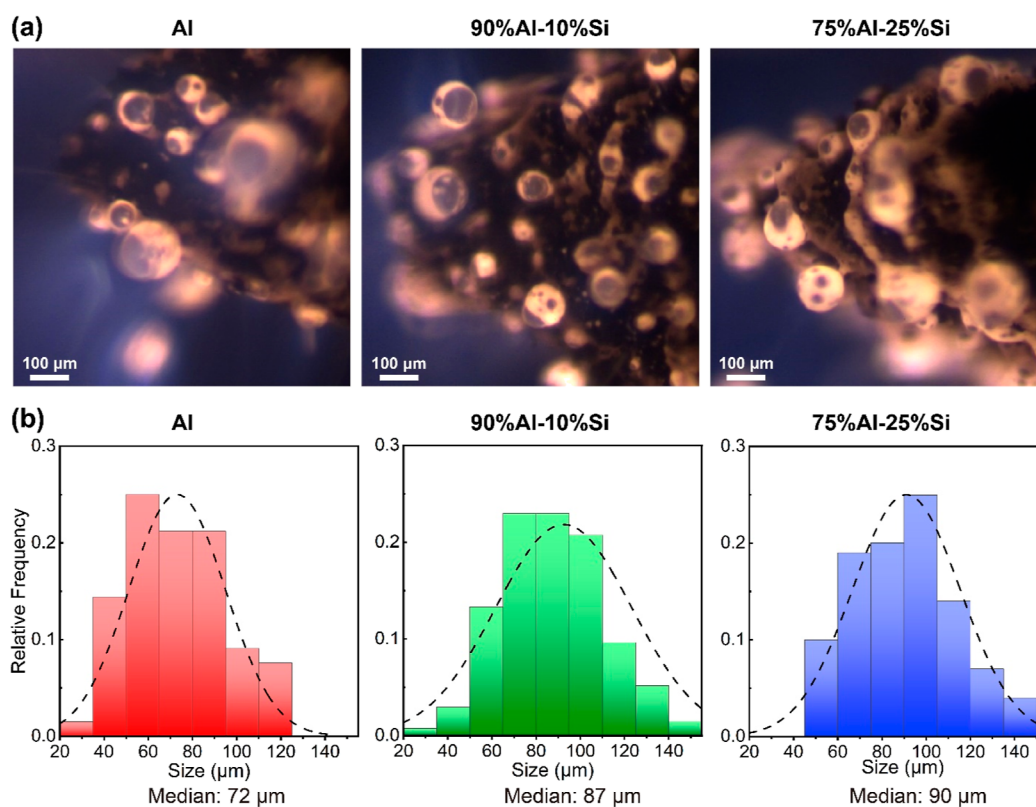 (a) Al 90%Al-10%Si 75%Al-25%Si
100 µm 100 µm 100 µm
(b) Al 90%Al-10%Si 75%Al-25%Si
0.3 0.3 0.3
0.2 0.2 0.2
0.1 0.1 0.1
0.0 0.0 0.0
Relative Frequency
20 40 60 80 100 120 140 20 40 60 80 100 120 140 20 40 60 80 100 120 140
Size (µm) Size (µm) Size (µm)
Median: 72 µm Median: 87 µm Median: 90 µm